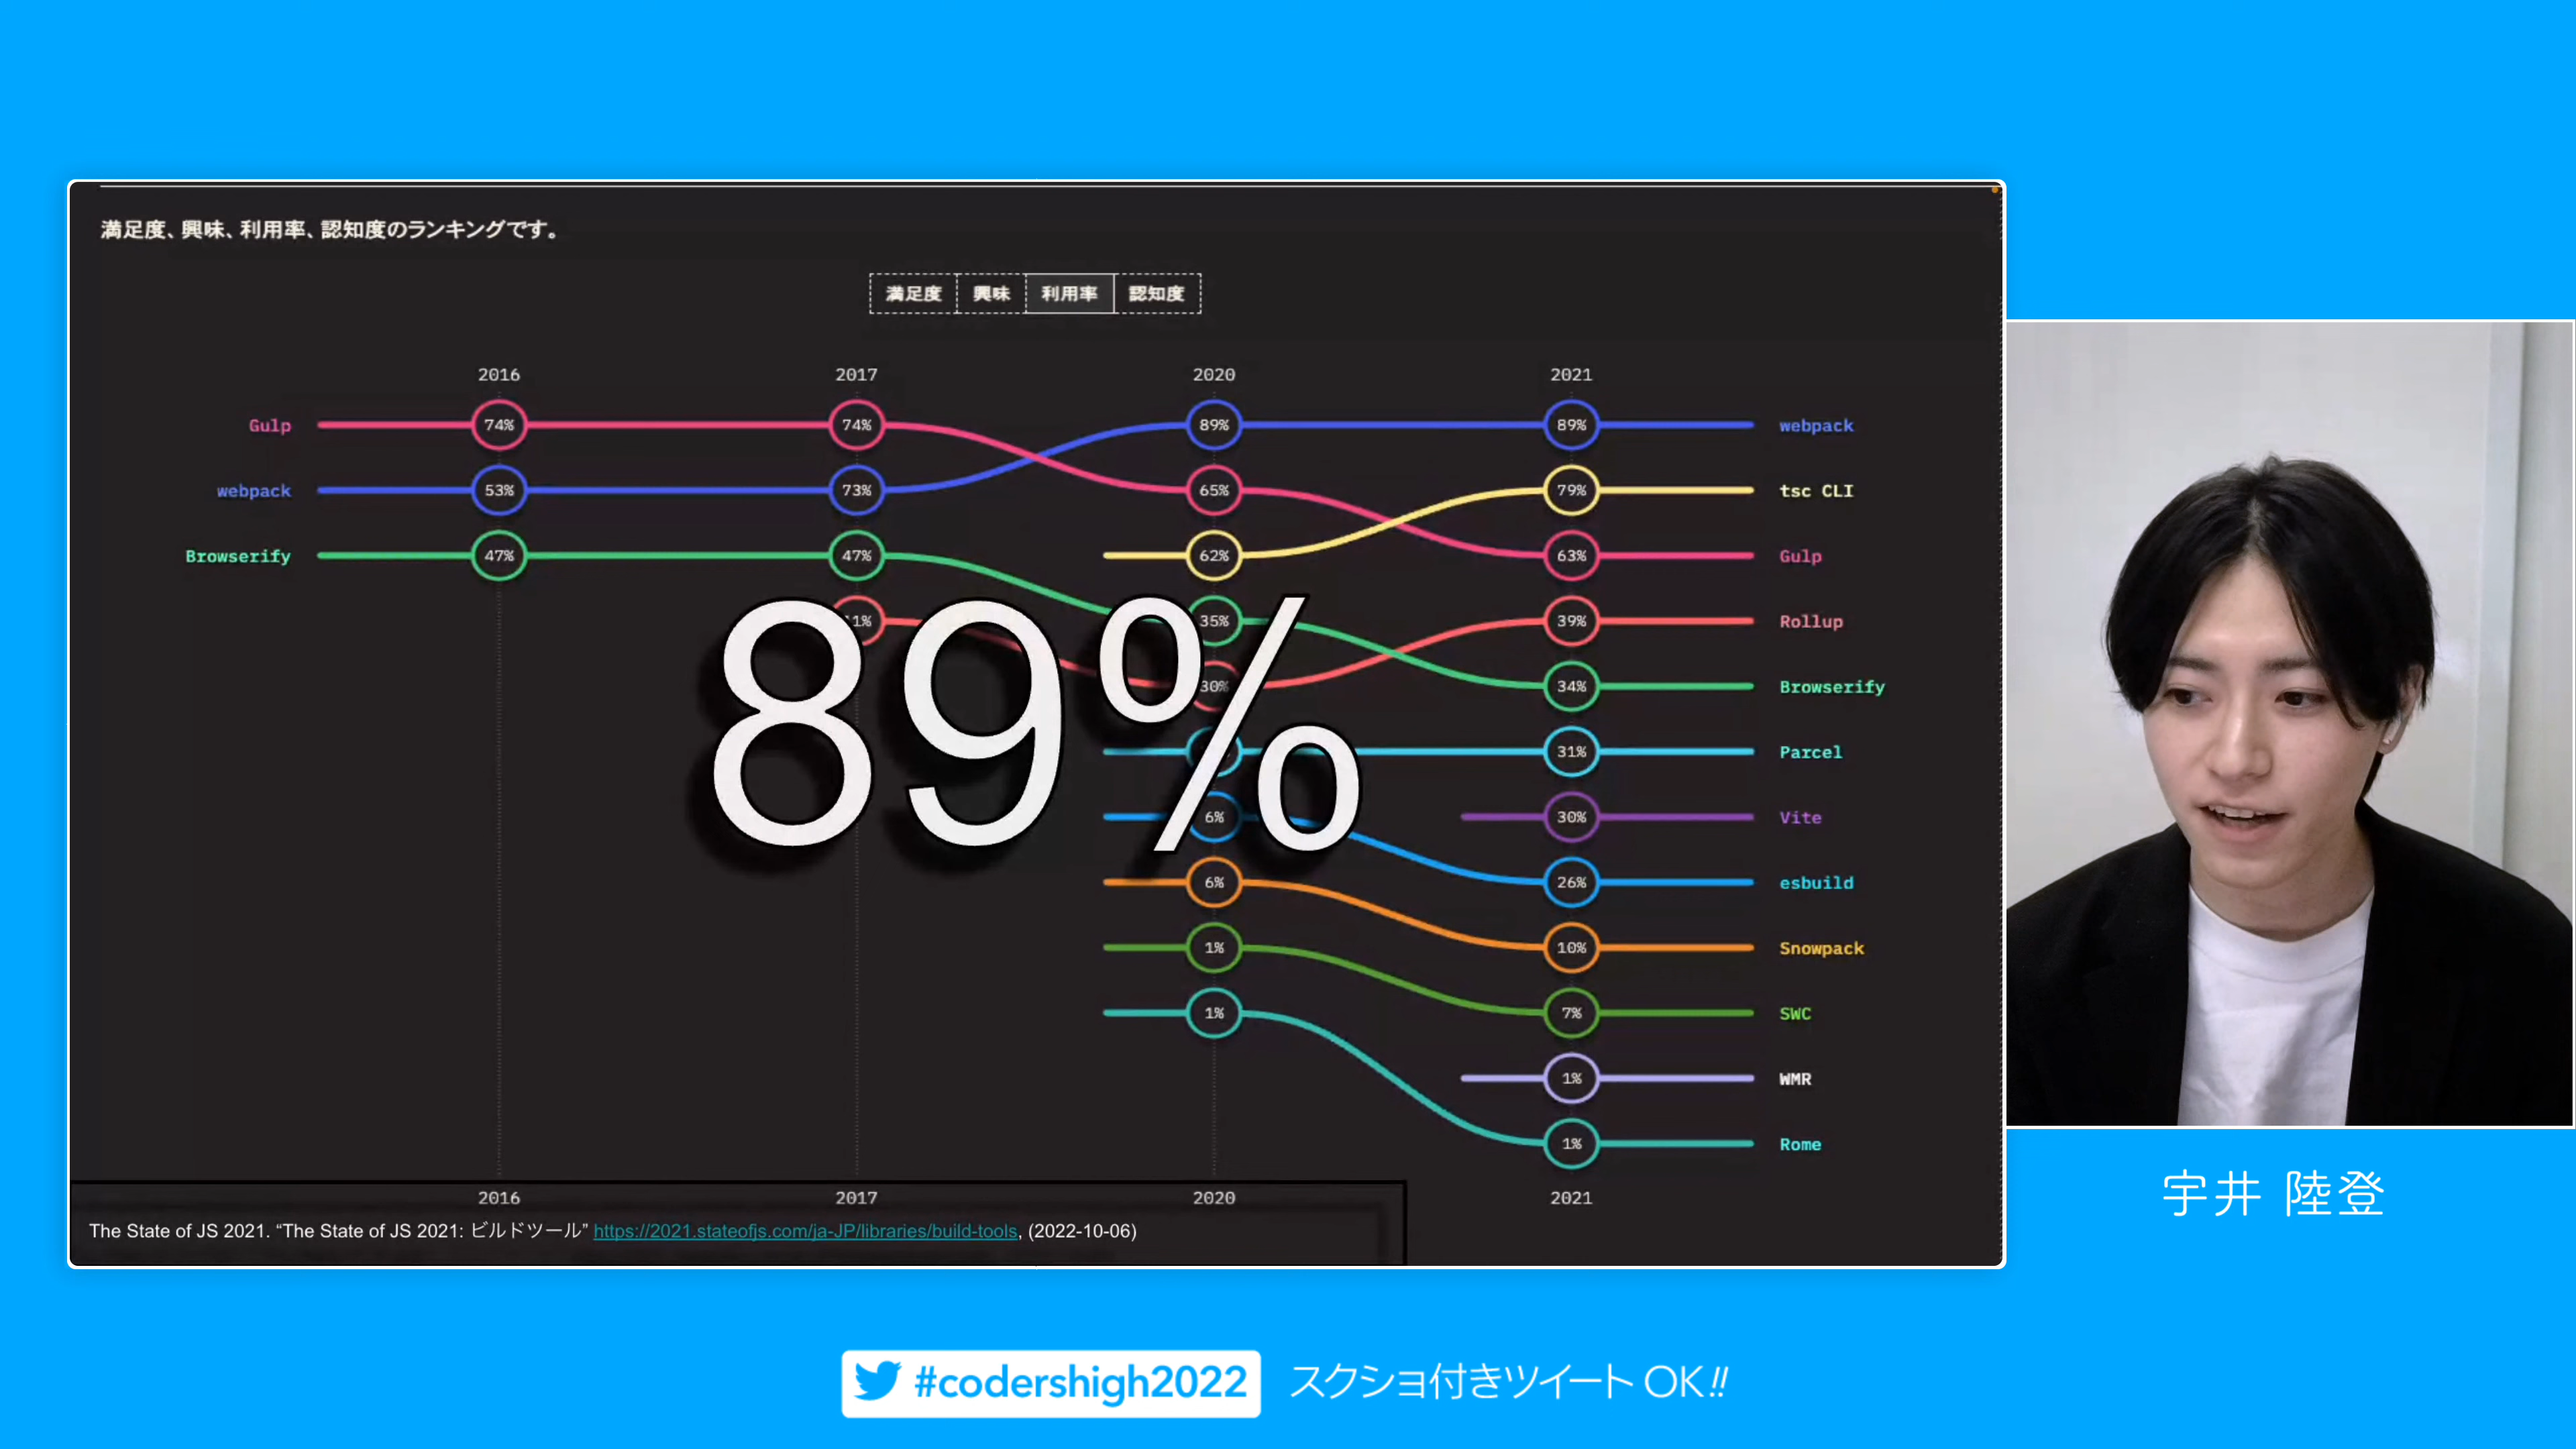 満足度、興味、利用率、認知度のランキングです。
満足度 興味 利用率 認知度
2016 2017 2020 2021
Gulp 74% 74% 89% 89% webpack
webpack 53% 73% 65% 79% tsc CLI
Browserify 47% 47% 62% 63% Gulp
35% 39% Rollup
30% 34% Browserify
31% Parcel
6% 30% Vite
89%
26% esbuild
6% 10% Snowpack
1% 7% SWC
1% WMR
1% 1% Rome
2016 2017 2020 2021
The State of JS 2021. “The State of JS 2021: ビルドツール” https://2021.stateofjs.com/ja-JP/libraries/build-tools, (2022-10-06)
宇井 陸登
#codershigh2022 スクショ付きツイート OK!!